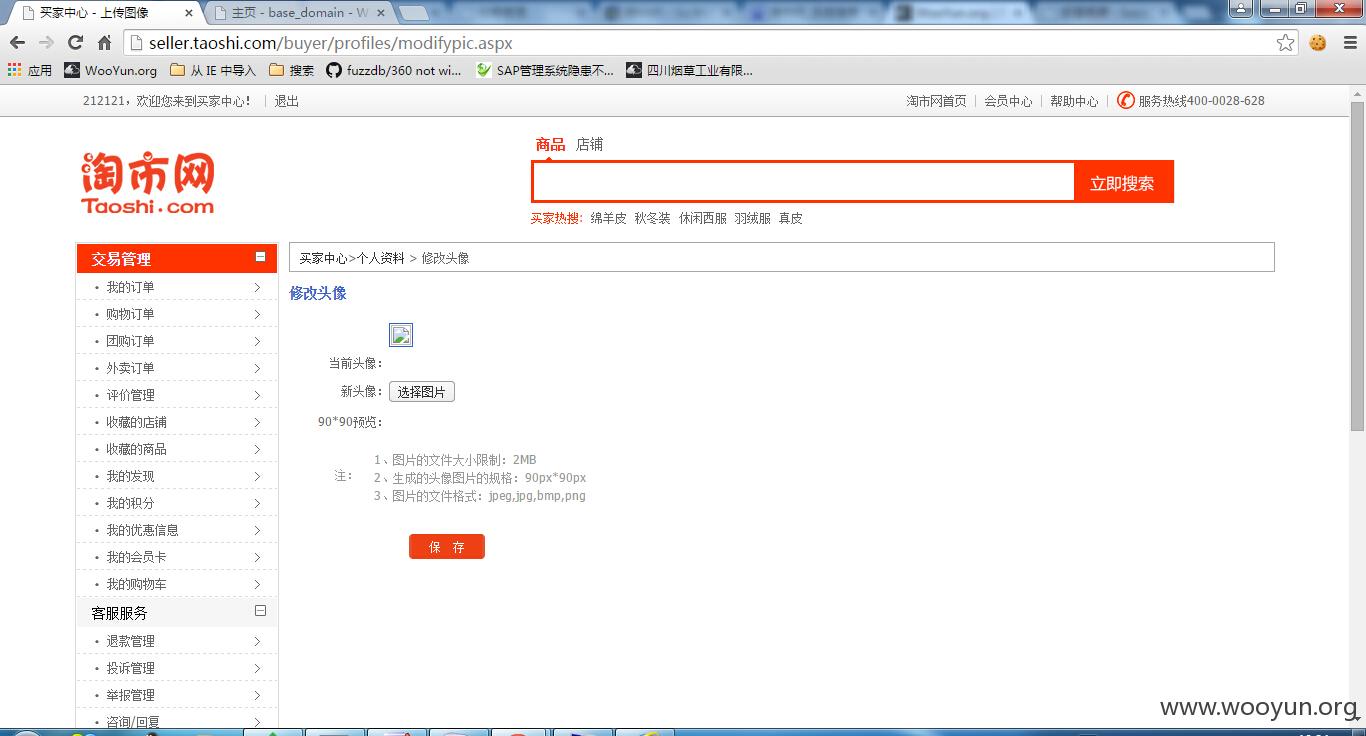 买家中心 - 上传图像
主页 - base_domain - W
seller.taoshi.com/buyer/profiles/modifypic.aspx
应用 WooYun.org 从 IE 中导入 搜索 fuzzdb/360 not wi... SAP管理系统隐患不... 四川烟草工业有限...
212121，欢迎您来到买家中心！ 退出 淘市网首页 会员中心 帮助中心 服务热线400-0028-628
商品 店铺
淘市网
Taoshi.com
立即搜索
买家热搜： 绵羊皮 秋冬装 休闲西服 羽绒服 真皮
交易管理
我的订单
购物订单
团购订单
外卖订单
评价管理
收藏的店铺
收藏的商品
我的发现
我的积分
我的优惠信息
我的会员卡
我的购物车
客服服务
退款管理
投诉管理
举报管理
咨询/回复
买家中心>个人资料 > 修改头像
修改头像
当前头像：
新头像： 选择图片
90*90预览：
注：
1、图片的文件大小限制：2MB
2、生成的头像图片的规格：90px*90px
3、图片的文件格式：jpeg,jpg,bmp,png
保 存
www.wooyun.org